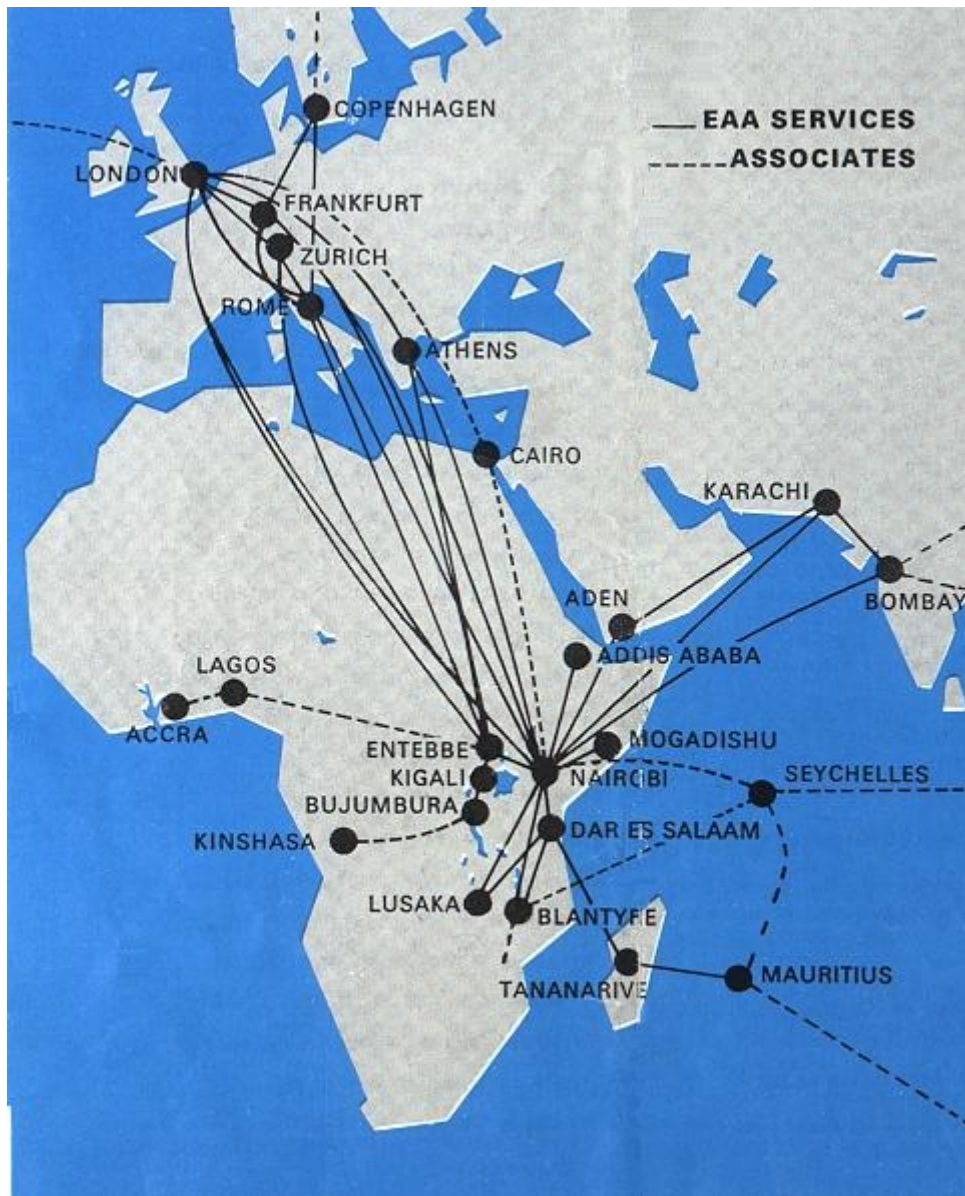 COPENHAGEN
EAA SERVICES
ASSOCIATES
LONDON
FRANKFURT
ZURICH
ROME
ATHENS
CAIRO
KARACHI
BOMBAY
ADEN
ADDIS ABABA
LAGOS
ACCRA
ENTEBBE
MOGADISHU
KIGALI
NAIROBI
SEYCHELLES
BUJUMBURA
DAR ES SALAAM
KINSHASA
LUSAKA
BLANTYRE
TANANARIVE
MAURITIUS